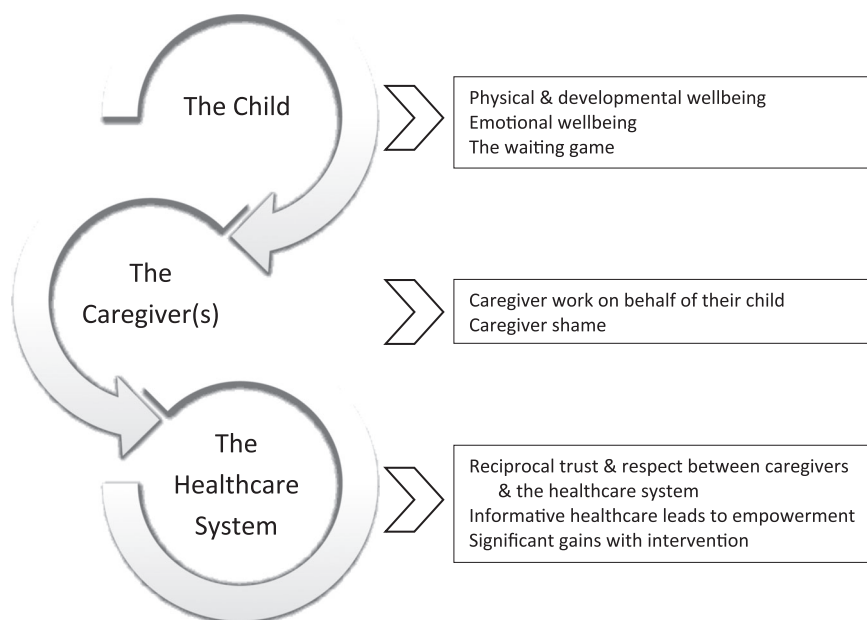 The Child
Physical & developmental wellbeing
Emotional wellbeing
The waiting game
The
Caregiver(s)
Caregiver work on behalf of their child
Caregiver shame
The
Healthcare
System
Reciprocal trust & respect between caregivers
& the healthcare system
Informative healthcare leads to empowerment
Significant gains with intervention